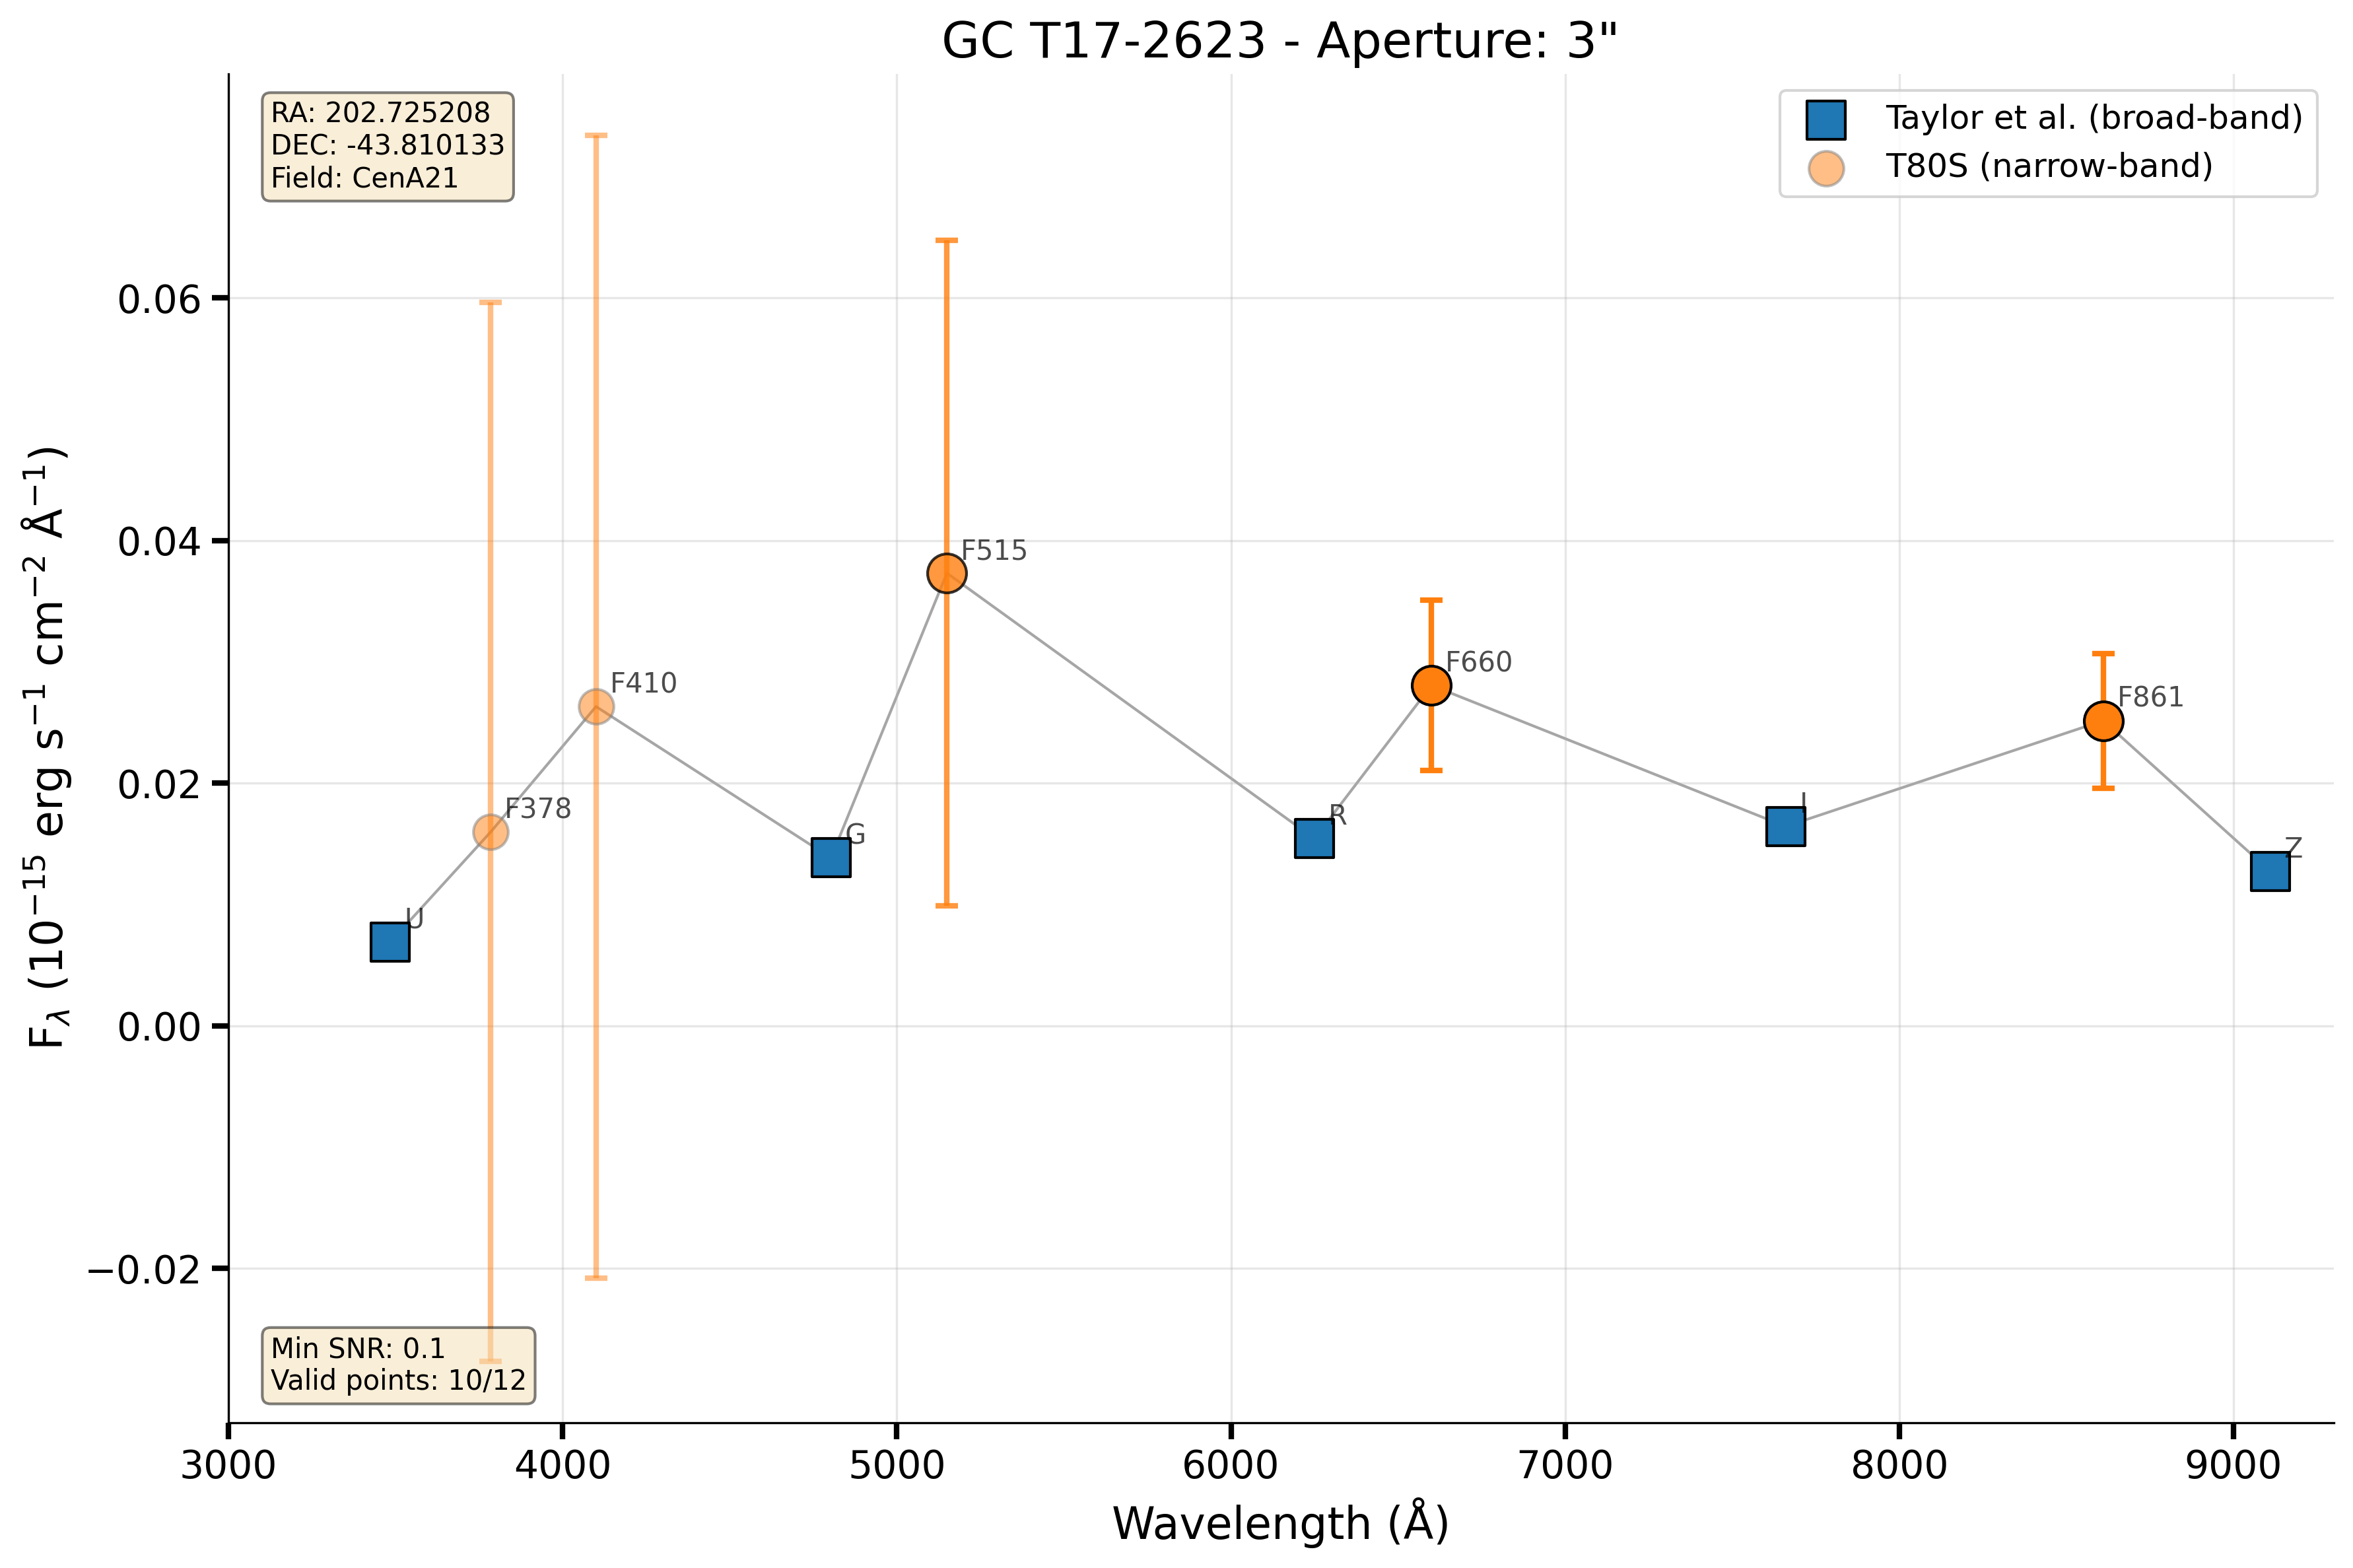 GC T17-2623 - Aperture: 3"
RA: 202.725208
DEC: -43.810133
Field: CenA21
Taylor et al. (broad-band)
T80S (narrow-band)
0.06
0.04
0.02
0.00
−0.02
F515
F660
F410
F861
F378
G
R
I
Z
U
Min SNR: 0.1
Valid points: 10/12
3000 4000 5000 6000 7000 8000 9000
Wavelength (Å)
Fλ (10⁻¹⁵ erg s⁻¹ cm⁻² Å⁻¹)